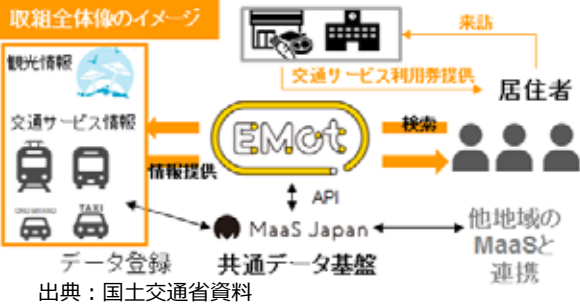 取組全体像のイメージ
来訪
観光情報
交通サービス利用券提供
居住者
交通サービス情報
EMot
検索
情報提供
API
ON DEMAND
TAXI
MaaS Japan
他地域の
MaaSと
連携
データ登録
共通データ基盤
出典：国土交通省資料